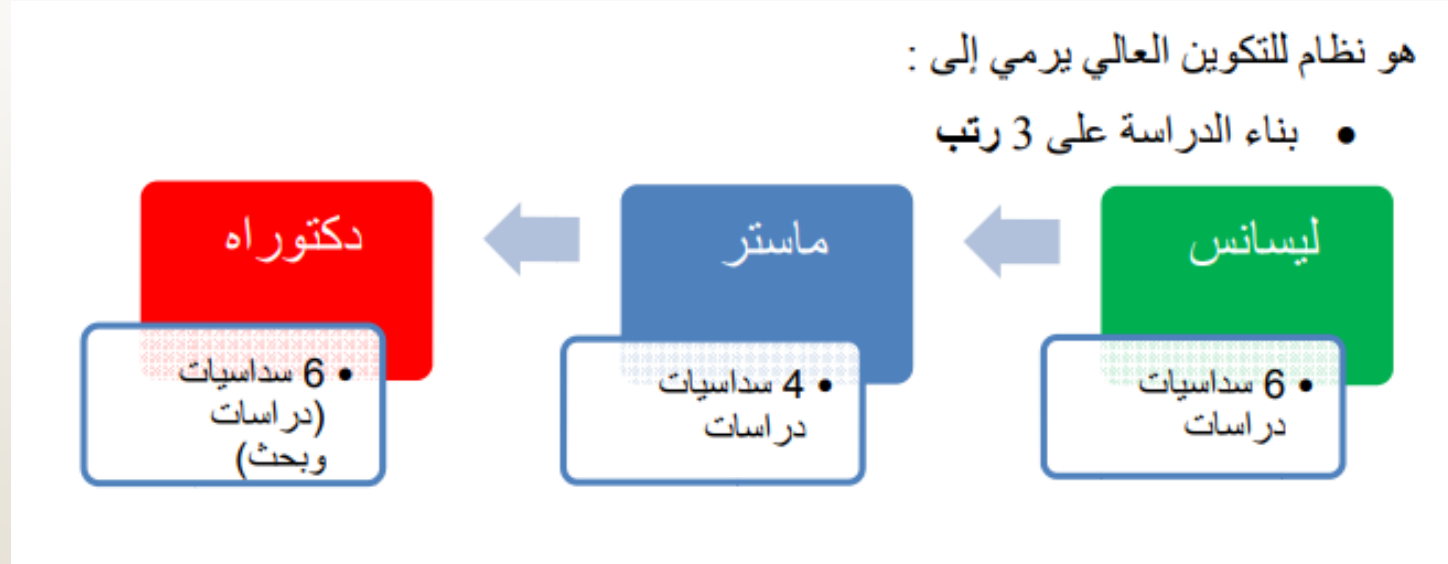 هو نظام للتكوين العالي يرمي إلى :
• بناء الدراسة على 3 رتب
ليسانس
• 6 سداسيات
دراسات
ماستر
• 4 سداسيات
دراسات
دكتوراه
• 6 سداسيات
(دراسات
وبحث)